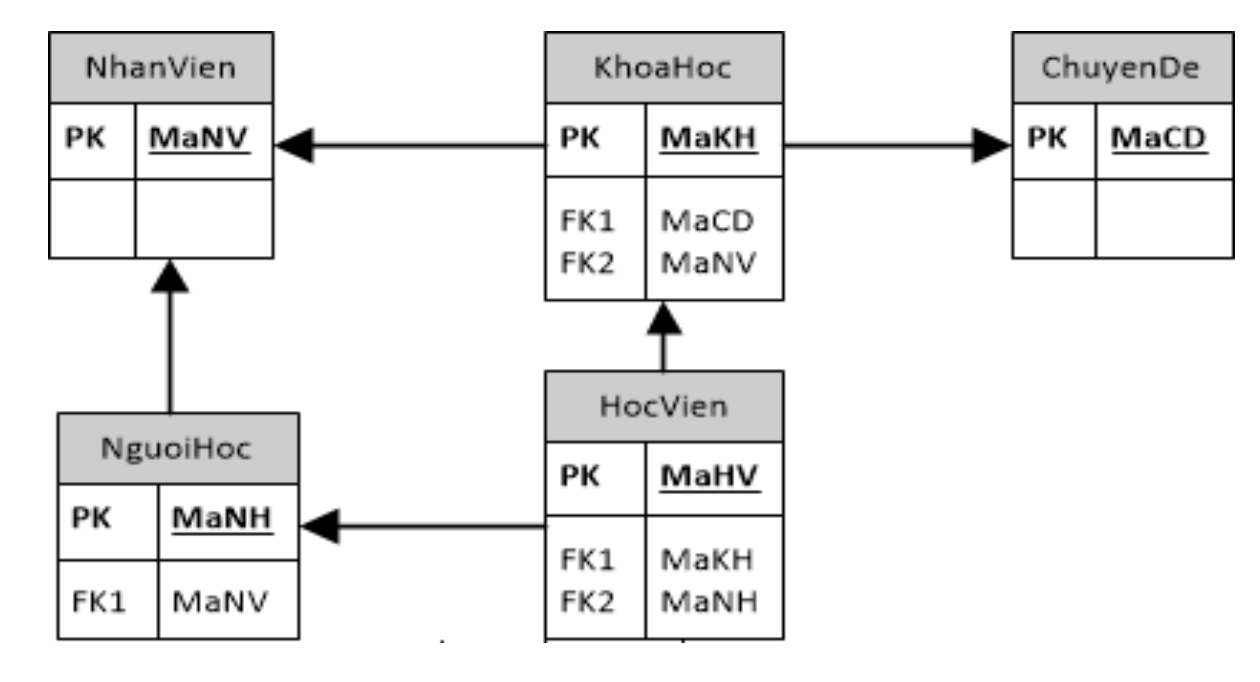 NhanVien
PK MaNV
KhoaHoc
PK MaKH
FK1 MaCD
FK2 MaNV
ChuyenDe
PK MaCD
NguoiHoc
PK MaNH
FK1 MaNV
HocVien
PK MaHV
FK1 MaKH
FK2 MaNH